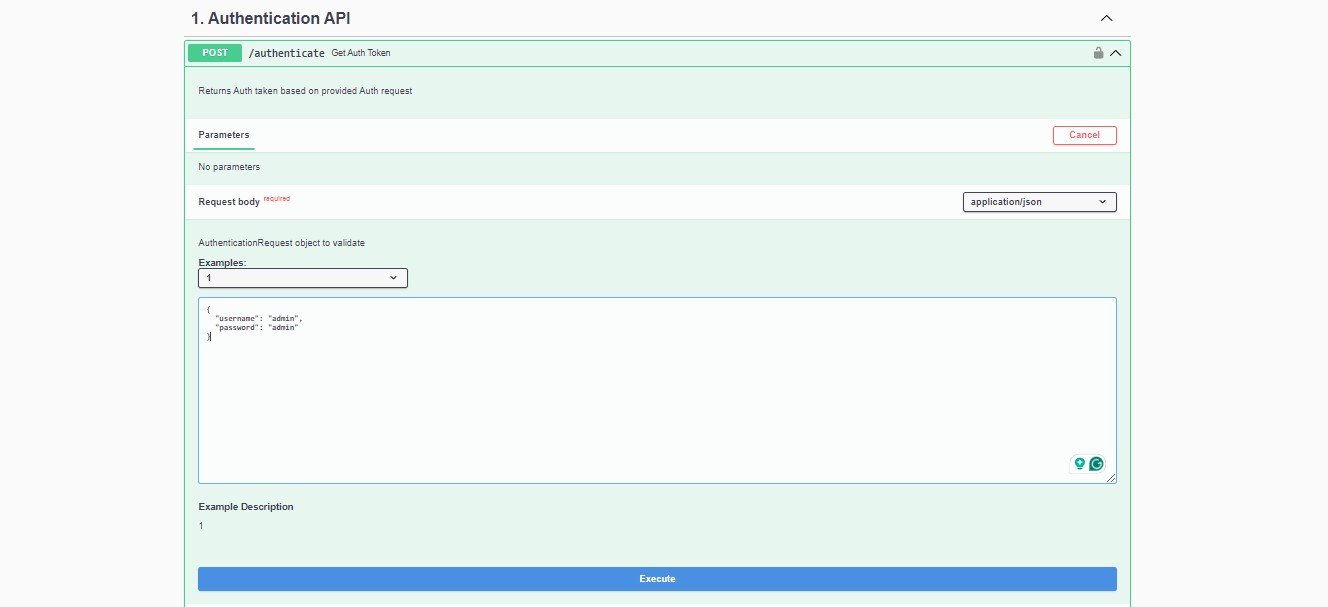 1. Authentication API
POST /authenticate Get Auth Token
Returns Auth taken based on provided Auth request
Parameters Cancel
No parameters
Request body required application/json
AuthenticationRequest object to validate
Examples:
1
{
"username": "admin",
"password": "admin"
}
Example Description
1
Execute